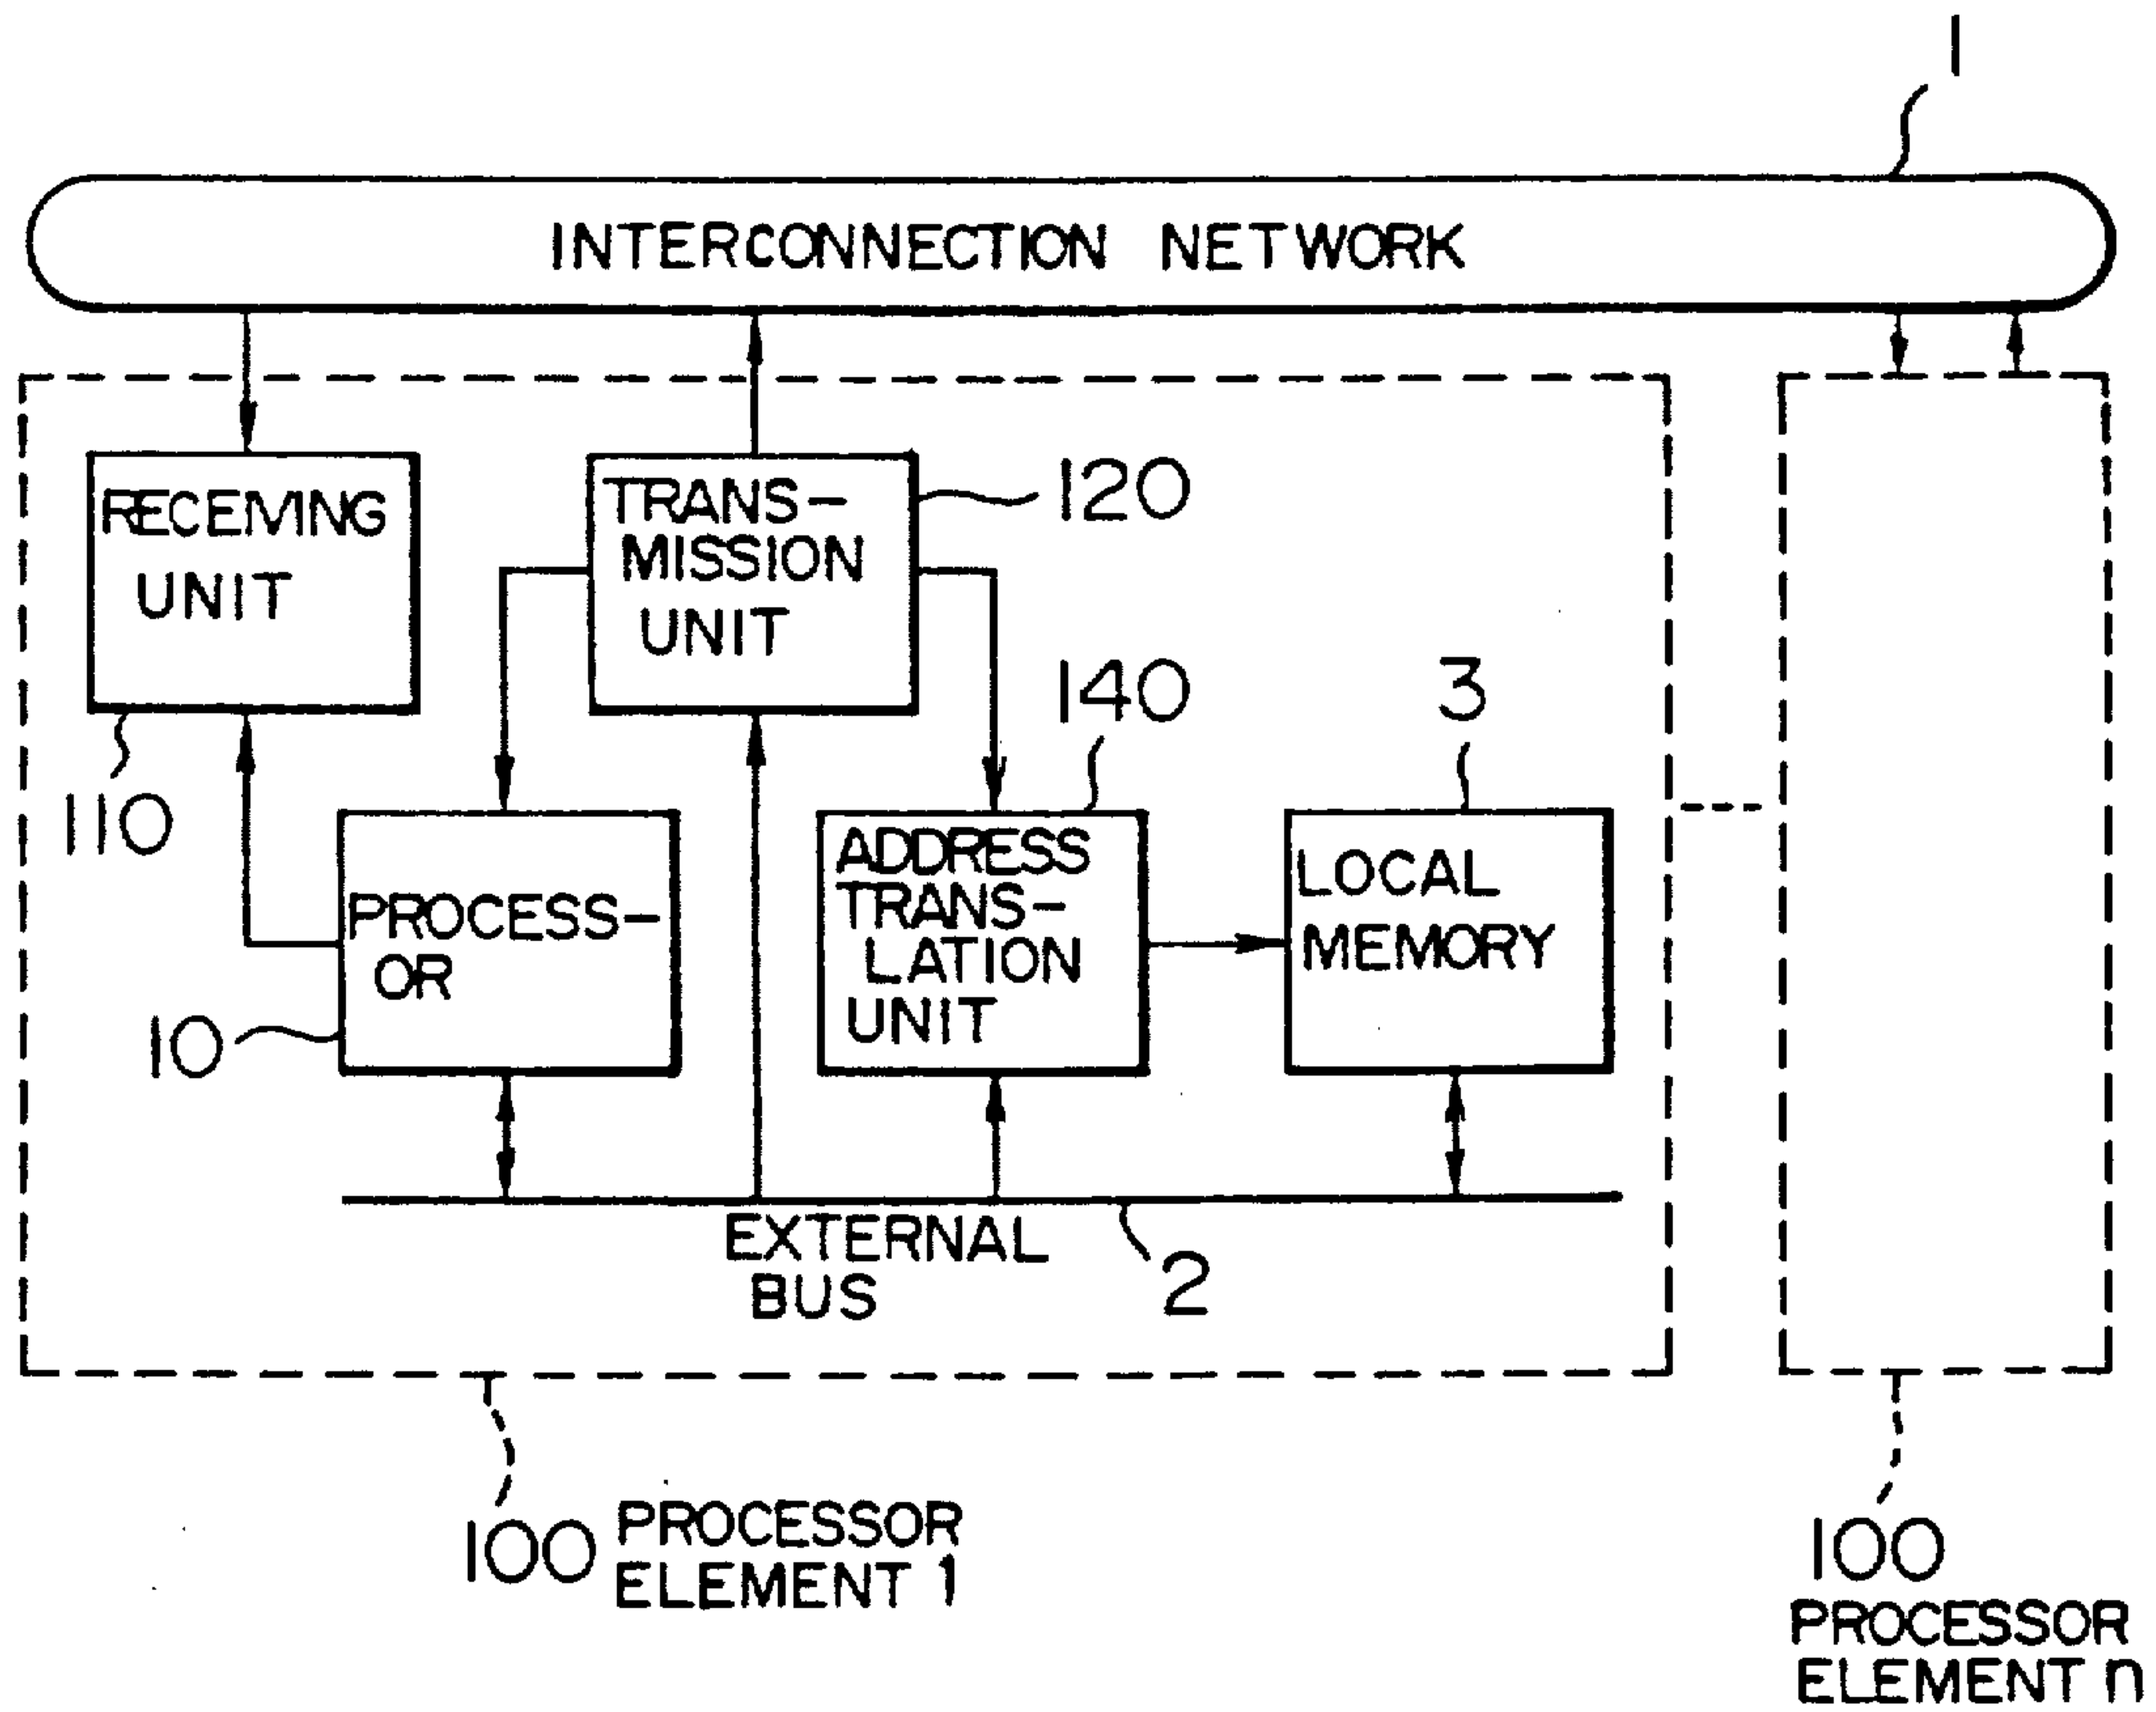 1
INTERCONNECTION NETWORK
RECEIVING
UNIT
110
TRANS-
MISSION
UNIT
120
140
3
PROCESS-
OR
10
ADDRESS
TRANS-
LATION
UNIT
LOCAL
MEMORY
EXTERNAL
BUS
2
100
PROCESSOR
ELEMENT 1
100
PROCESSOR
ELEMENT n